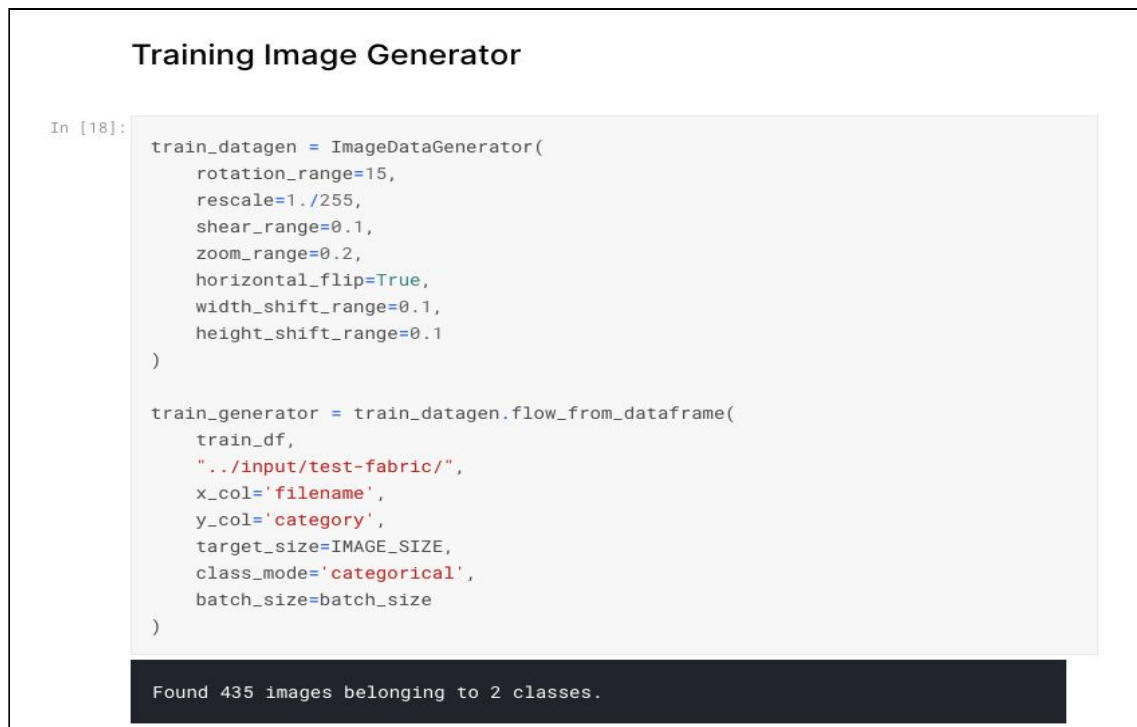 Training Image Generator
In [18]:
train_datagen = ImageDataGenerator(
    rotation_range=15,
    rescale=1./255,
    shear_range=0.1,
    zoom_range=0.2,
    horizontal_flip=True,
    width_shift_range=0.1,
    height_shift_range=0.1
)
train_generator = train_datagen.flow_from_dataframe(
    train_df,
    "../input/test-fabric/",
    x_col='filename',
    y_col='category',
    target_size=IMAGE_SIZE,
    class_mode='categorical',
    batch_size=batch_size
)
Found 435 images belonging to 2 classes.